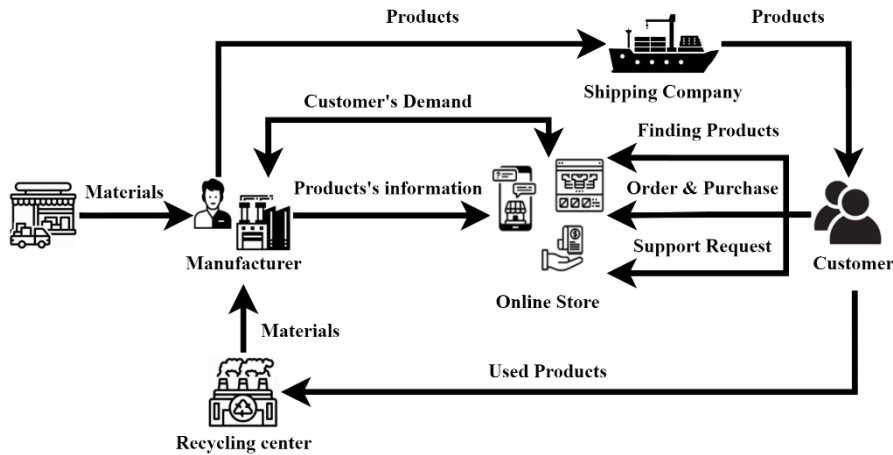 Products
Products
Shipping Company
Customer's Demand
Finding Products
Materials
Products's information
Order & Purchase
Support Request
Manufacturer
Customer
Online Store
Materials
Used Products
Recycling center